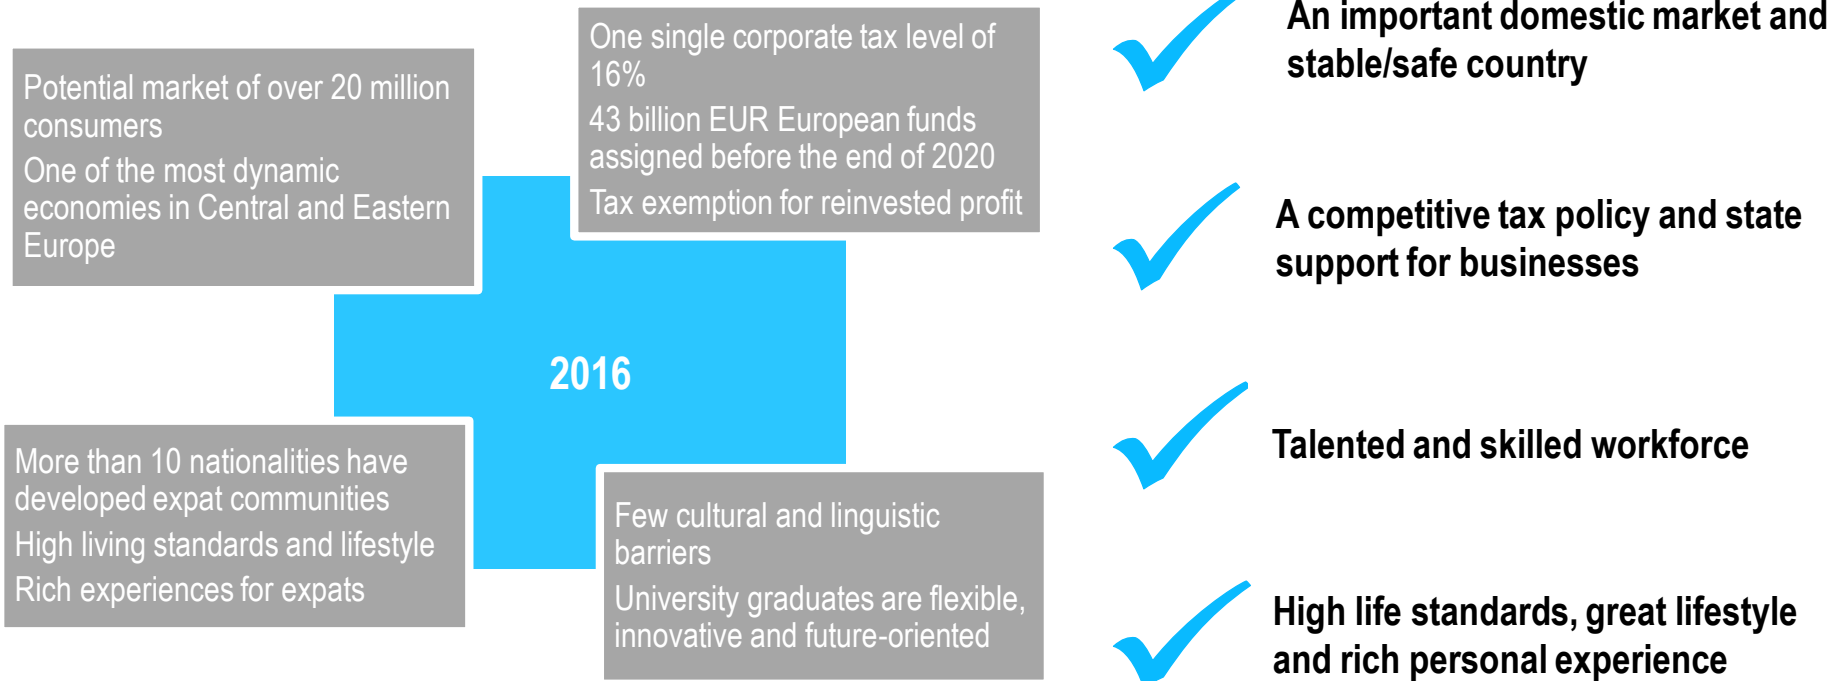 Potential market of over 20 million
consumers
One of the most dynamic
economies in Central and Eastern
Europe
One single corporate tax level of
16%
43 billion EUR European funds
assigned before the end of 2020
Tax exemption for reinvested profit
2016
More than 10 nationalities have
developed expat communities
High living standards and lifestyle
Rich experiences for expats
Few cultural and linguistic
barriers
University graduates are flexible,
innovative and future-oriented
An important domestic market and
stable/safe country
A competitive tax policy and state
support for businesses
Talented and skilled workforce
High life standards, great lifestyle
and rich personal experience